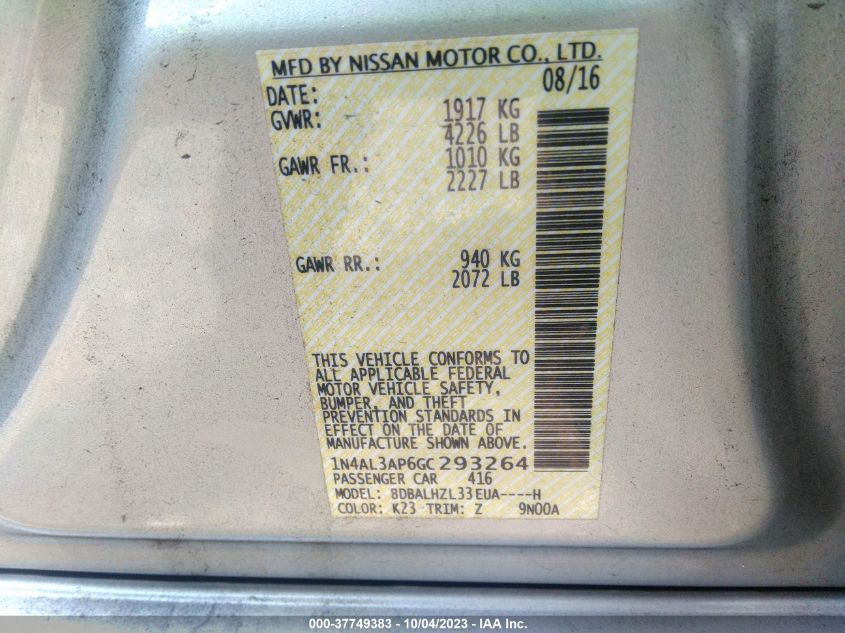 MFD BY NISSAN MOTOR CO., LTD.
DATE: 08/16
GVWR: 1917 KG
4226 LB
GAWR FR.: 1010 KG
2227 LB
GAWR RR.: 940 KG
2072 LB
THIS VEHICLE CONFORMS TO
ALL APPLICABLE FEDERAL
MOTOR VEHICLE SAFETY,
BUMPER, AND THEFT
PREVENTION STANDARDS IN
EFFECT ON THE DATE OF
MANUFACTURE SHOWN ABOVE.
1N4AL3AP6GC293264
PASSENGER CAR 416
MODEL: BDBALHZL33EUA----H
COLOR: K23 TRIM: Z 9N00A
000-37749383 - 10/04/2023 - IAA Inc.